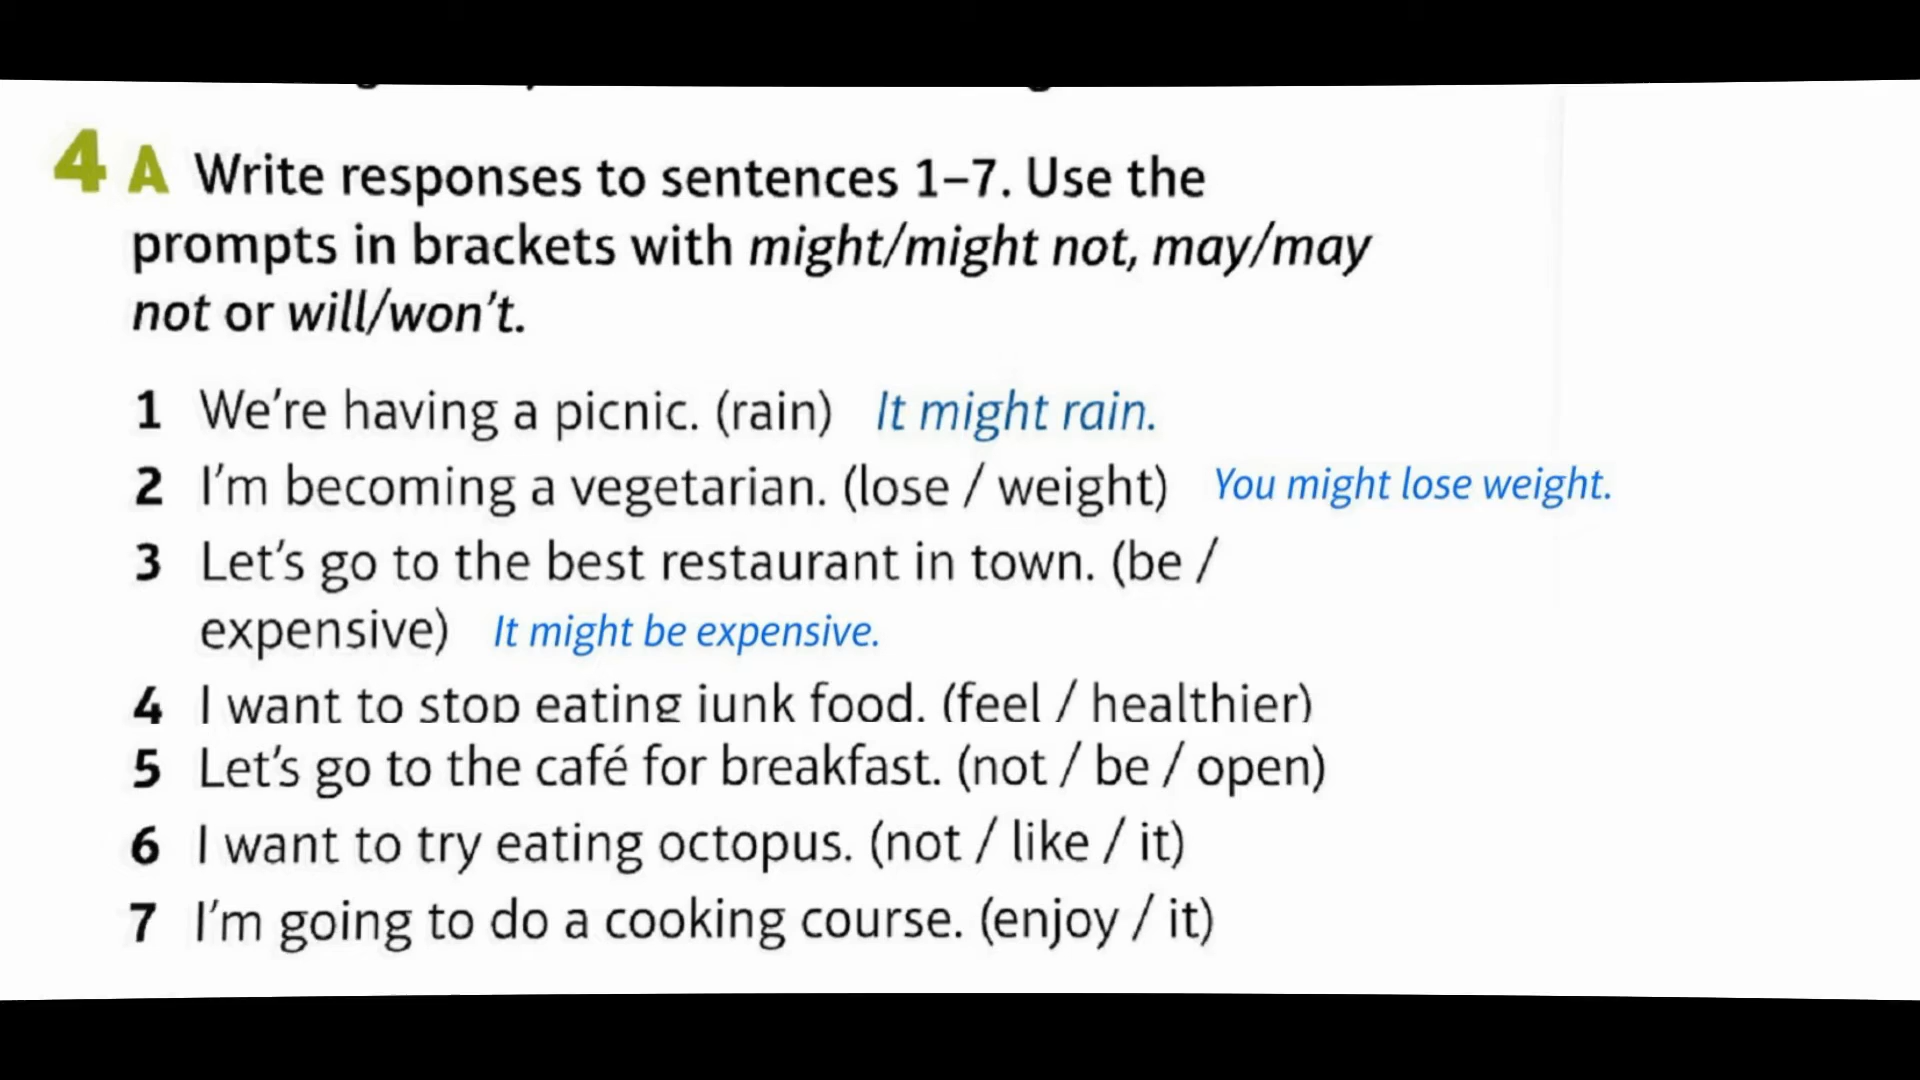 4 A Write responses to sentences 1–7. Use the
prompts in brackets with might/might not, may/may
not or will/won't.
1 We're having a picnic. (rain) It might rain.
2 I'm becoming a vegetarian. (lose / weight) You might lose weight.
3 Let's go to the best restaurant in town. (be /
expensive) It might be expensive.
4 I want to stop eating junk food. (feel / healthier)
5 Let's go to the café for breakfast. (not / be / open)
6 I want to try eating octopus. (not / like / it)
7 I'm going to do a cooking course. (enjoy / it)